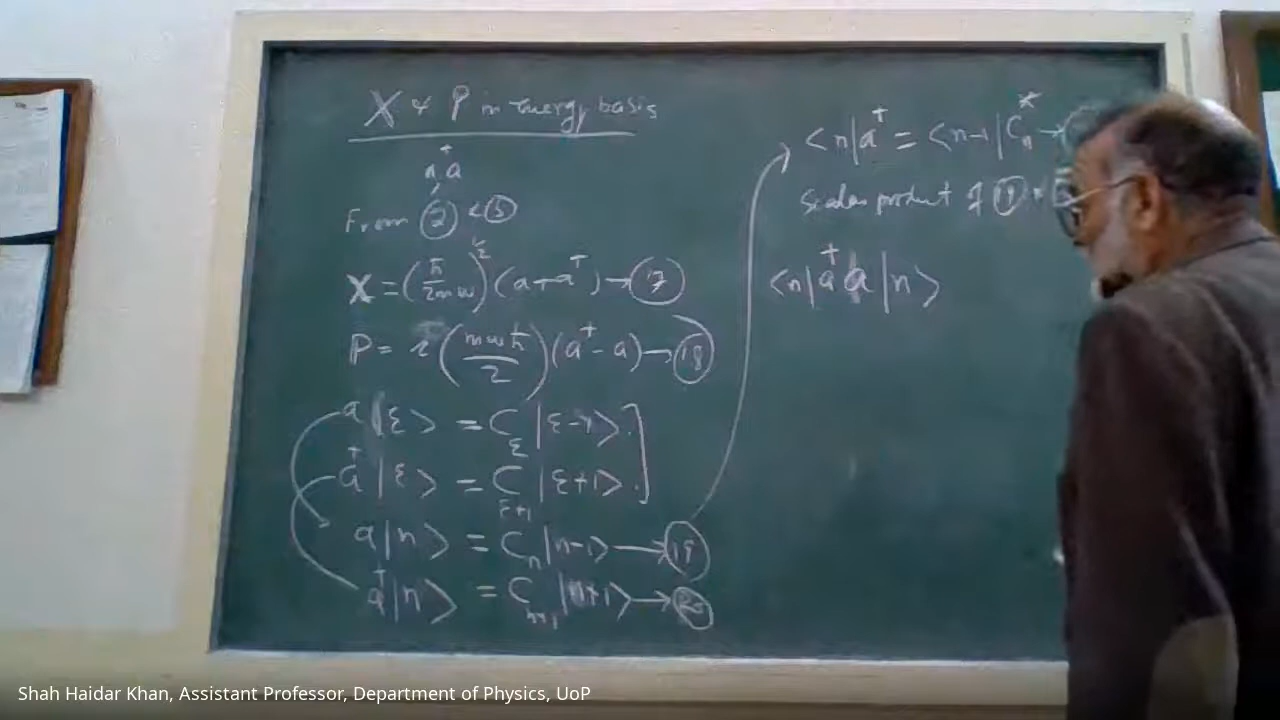 X & P in energy basis
a, a†
From (2) & (3)
X = (ħ/2mω)^1/2 (a + a†) → (17)
P = i (mωħ/2) (a† - a) → (18)
a |ε> = C_ε |ε-1>
a† |ε> = C_ε+1 |ε+1>
a |n> = C_n |n-1> → (19)
a† |n> = C_n+1 |n+1> → (20)
<n| a† = <n-1| C_n* →
Scalar product of (19)
<n| a† a |n>
Shah Haidar Khan, Assistant Professor, Department of Physics, UoP